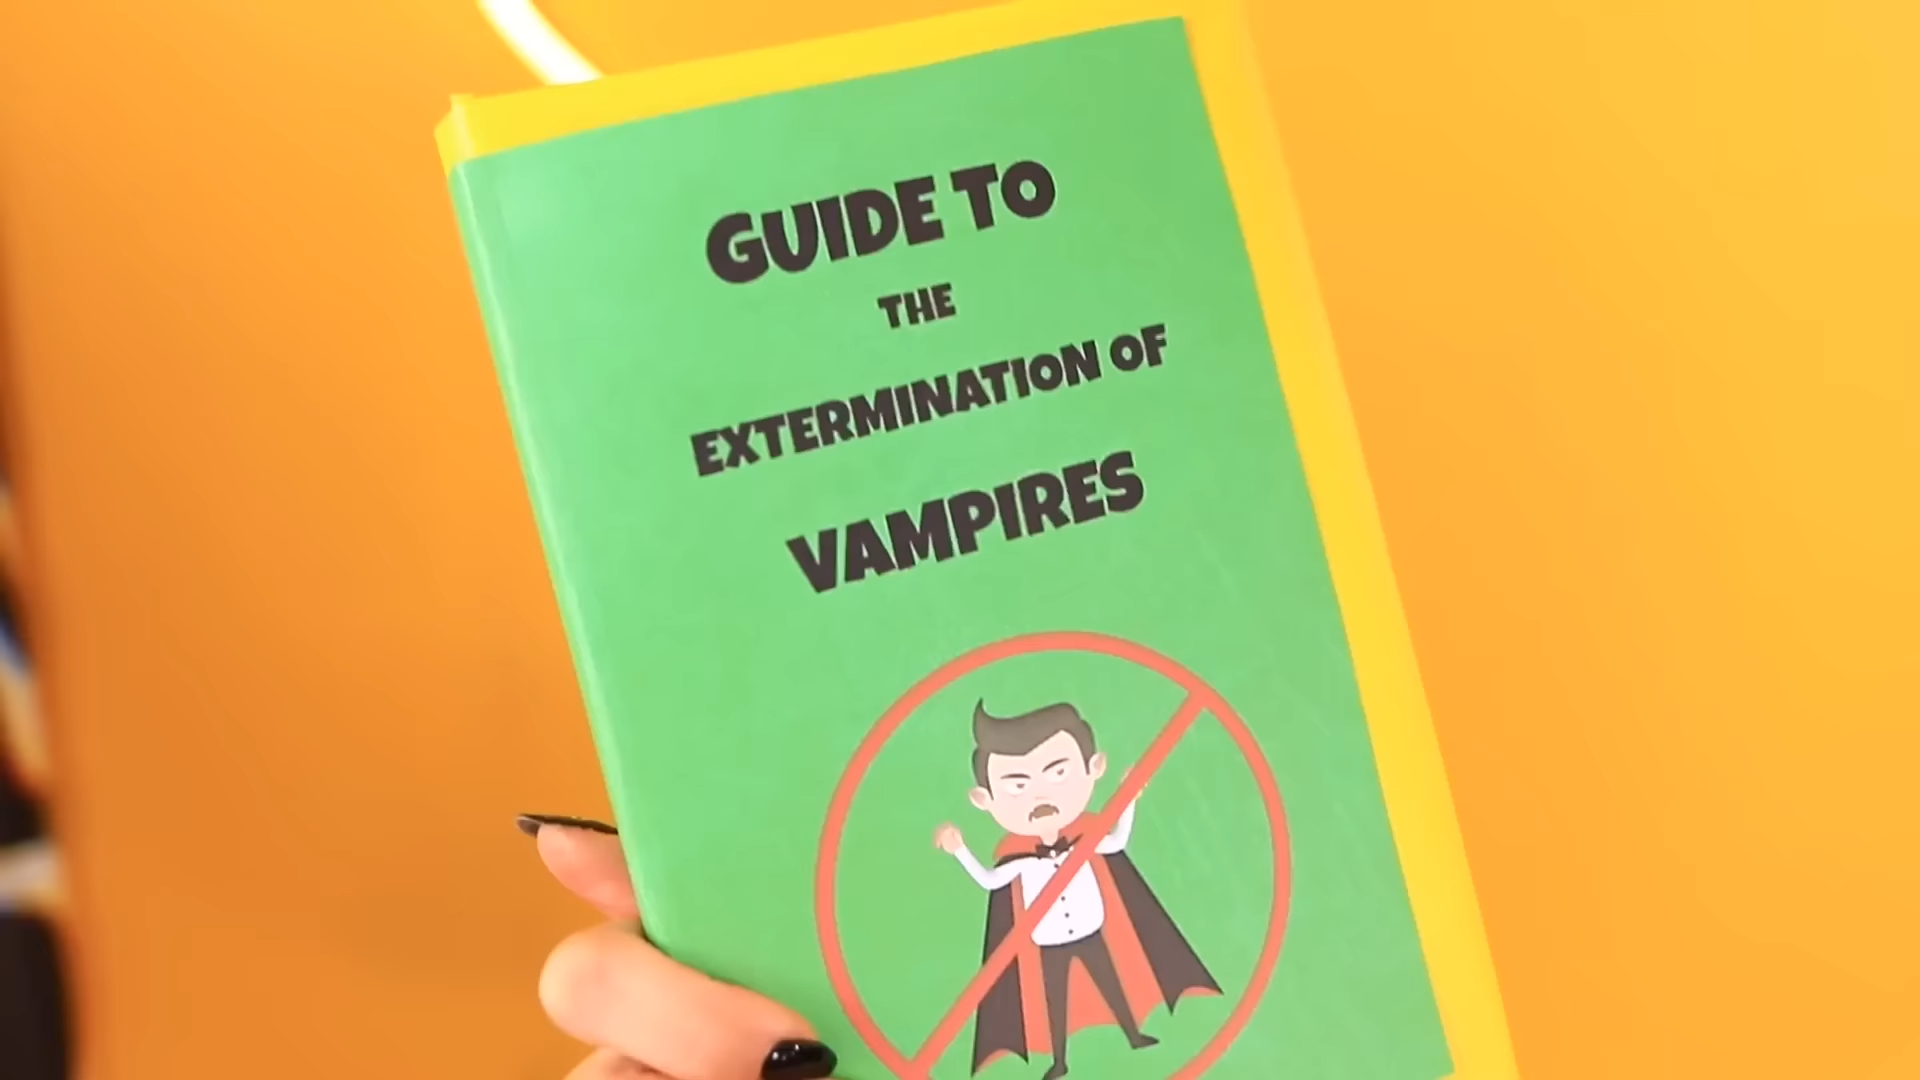 GUIDE TO
THE
EXTERMINATION OF
VAMPIRES